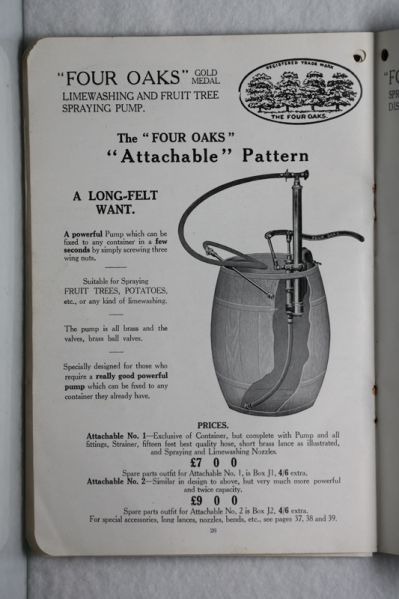 "FOUR OAKS" GOLD MEDAL
LIMEWASHING AND FRUIT TREE
SPRAYING PUMP.
REGISTERED TRADE MARK
THE FOUR OAKS.
The "FOUR OAKS"
"Attachable" Pattern
A LONG-FELT
WANT.
A powerful Pump which can be
fixed to any container in a few
seconds by simply screwing three
wing nuts.
Suitable for Spraying
FRUIT TREES, POTATOES,
etc., or any kind of limewashing.
The pump is all brass and the
valves, brass ball valves.
Specially designed for those who
require a really good powerful
pump which can be fixed to any
container they already have.
PRICES.
Attachable No. 1—Exclusive of Container, but complete with Pump and all
fittings, Strainer, fifteen feet best quality hose, short brass lance as illustrated,
and Spraying and Limewashing Nozzles.
£7 0 0
Spare parts outfit for Attachable No. 1, is Box J1, 4/6 extra.
Attachable No. 2—Similar in design to above, but very much more powerful
and twice capacity.
£9 0 0
Spare parts outfit for Attachable No. 2 is Box J2, 4/6 extra.
For special accessories, long lances, nozzles, bends, etc., see pages 37, 38 and 39.